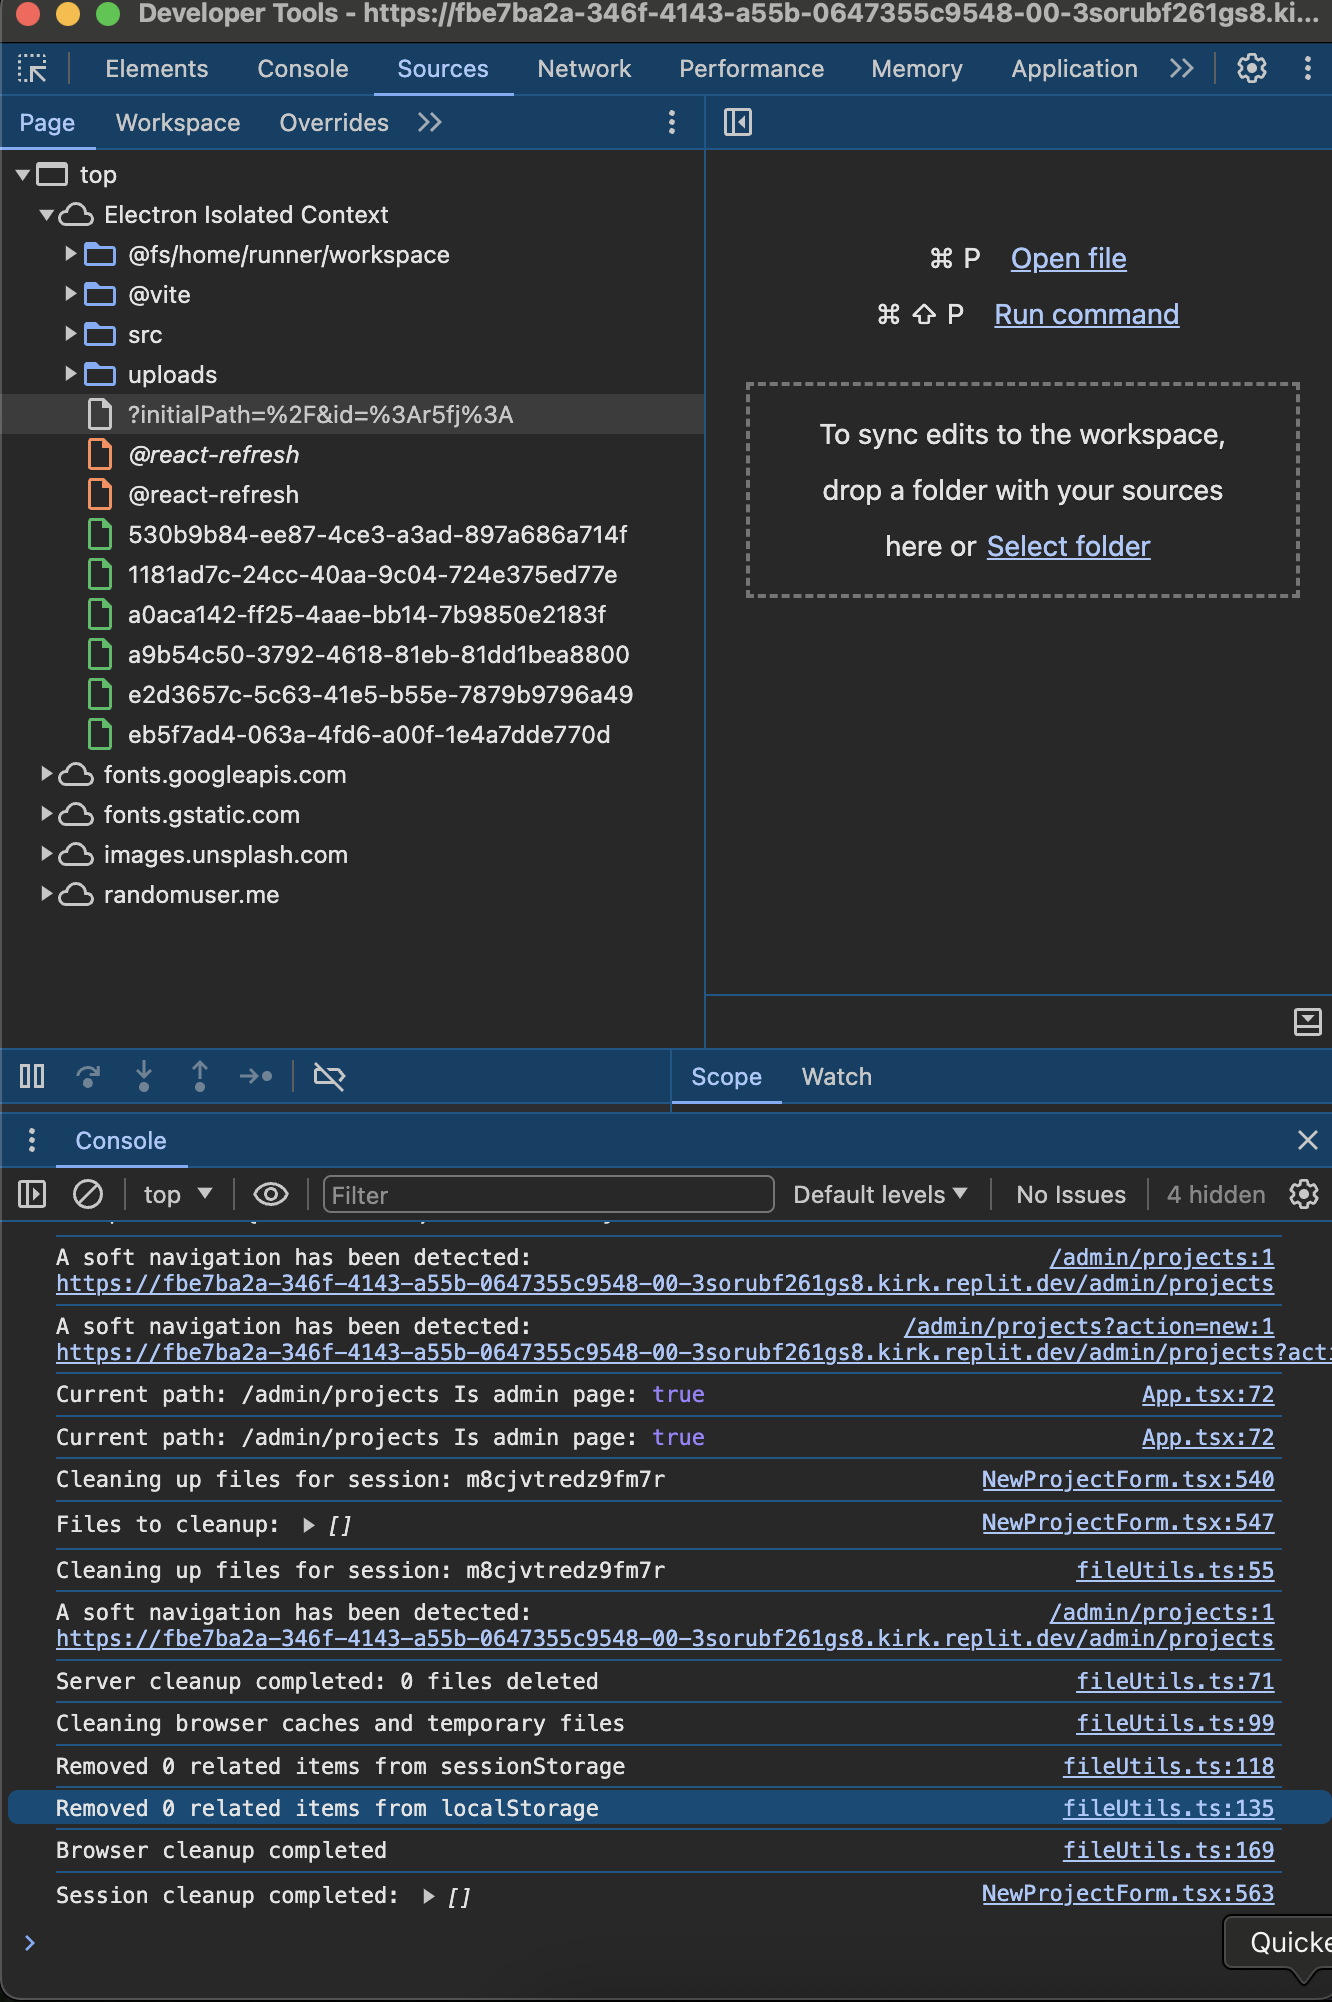 Developer Tools - https://fbe7ba2a-346f-4143-a55b-0647355c9548-00-3sorubf261gs8.ki...
Elements Console Sources Network Performance Memory Application
Page Workspace Overrides
top
Electron Isolated Context
@fs/home/runner/workspace
@vite
src
uploads
?initialPath=%2F&id=%3Ar5fj%3A
@react-refresh
@react-refresh
530b9b84-ee87-4ce3-a3ad-897a686a714f
1181ad7c-24cc-40aa-9c04-724e375ed77e
a0aca142-ff25-4aae-bb14-7b9850e2183f
a9b54c50-3792-4618-81eb-81dd1bea8800
e2d3657c-5c63-41e5-b55e-7879b9796a49
eb5f7ad4-063a-4fd6-a00f-1e4a7dde770d
fonts.googleapis.com
fonts.gstatic.com
images.unsplash.com
randomuser.me
⌘ P Open file
⌘ ⇧ P Run command
To sync edits to the workspace,
drop a folder with your sources
here or Select folder
Scope Watch
Console
top Filter Default levels No Issues 4 hidden
A soft navigation has been detected: /admin/projects:1
https://fbe7ba2a-346f-4143-a55b-0647355c9548-00-3sorubf261gs8.kirk.replit.dev/admin/projects
A soft navigation has been detected: /admin/projects?action=new:1
https://fbe7ba2a-346f-4143-a55b-0647355c9548-00-3sorubf261gs8.kirk.replit.dev/admin/projects?acti
Current path: /admin/projects Is admin page: true App.tsx:72
Current path: /admin/projects Is admin page: true App.tsx:72
Cleaning up files for session: m8cjvtredz9fm7r NewProjectForm.tsx:540
Files to cleanup: ▶ [] NewProjectForm.tsx:547
Cleaning up files for session: m8cjvtredz9fm7r fileUtils.ts:55
A soft navigation has been detected: /admin/projects:1
https://fbe7ba2a-346f-4143-a55b-0647355c9548-00-3sorubf261gs8.kirk.replit.dev/admin/projects
Server cleanup completed: 0 files deleted fileUtils.ts:71
Cleaning browser caches and temporary files fileUtils.ts:99
Removed 0 related items from sessionStorage fileUtils.ts:118
Removed 0 related items from localStorage fileUtils.ts:135
Browser cleanup completed fileUtils.ts:169
Session cleanup completed: ▶ [] NewProjectForm.tsx:563
Quicke